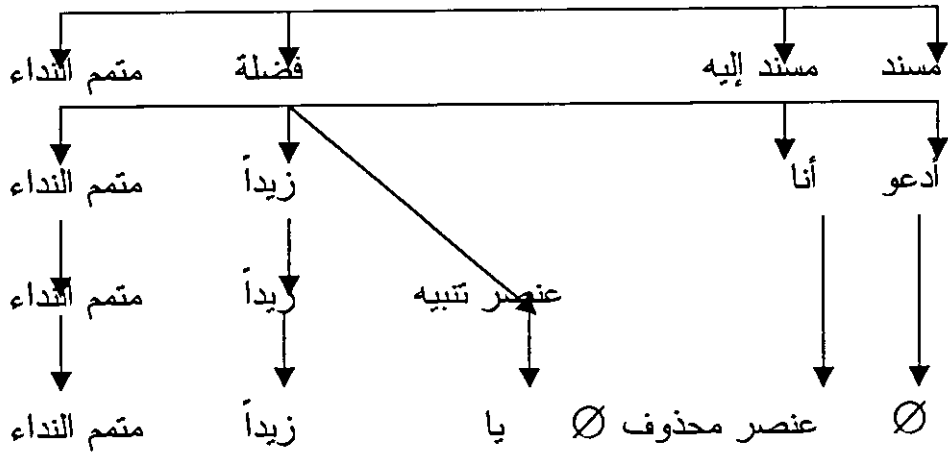 مسند مسند إليه فضلة متمم النداء
أدعو أنا زيداً متمم النداء
عنصر تنبيه زيداً متمم النداء
∅ عنصر محذوف ∅ يا زيداً متمم النداء